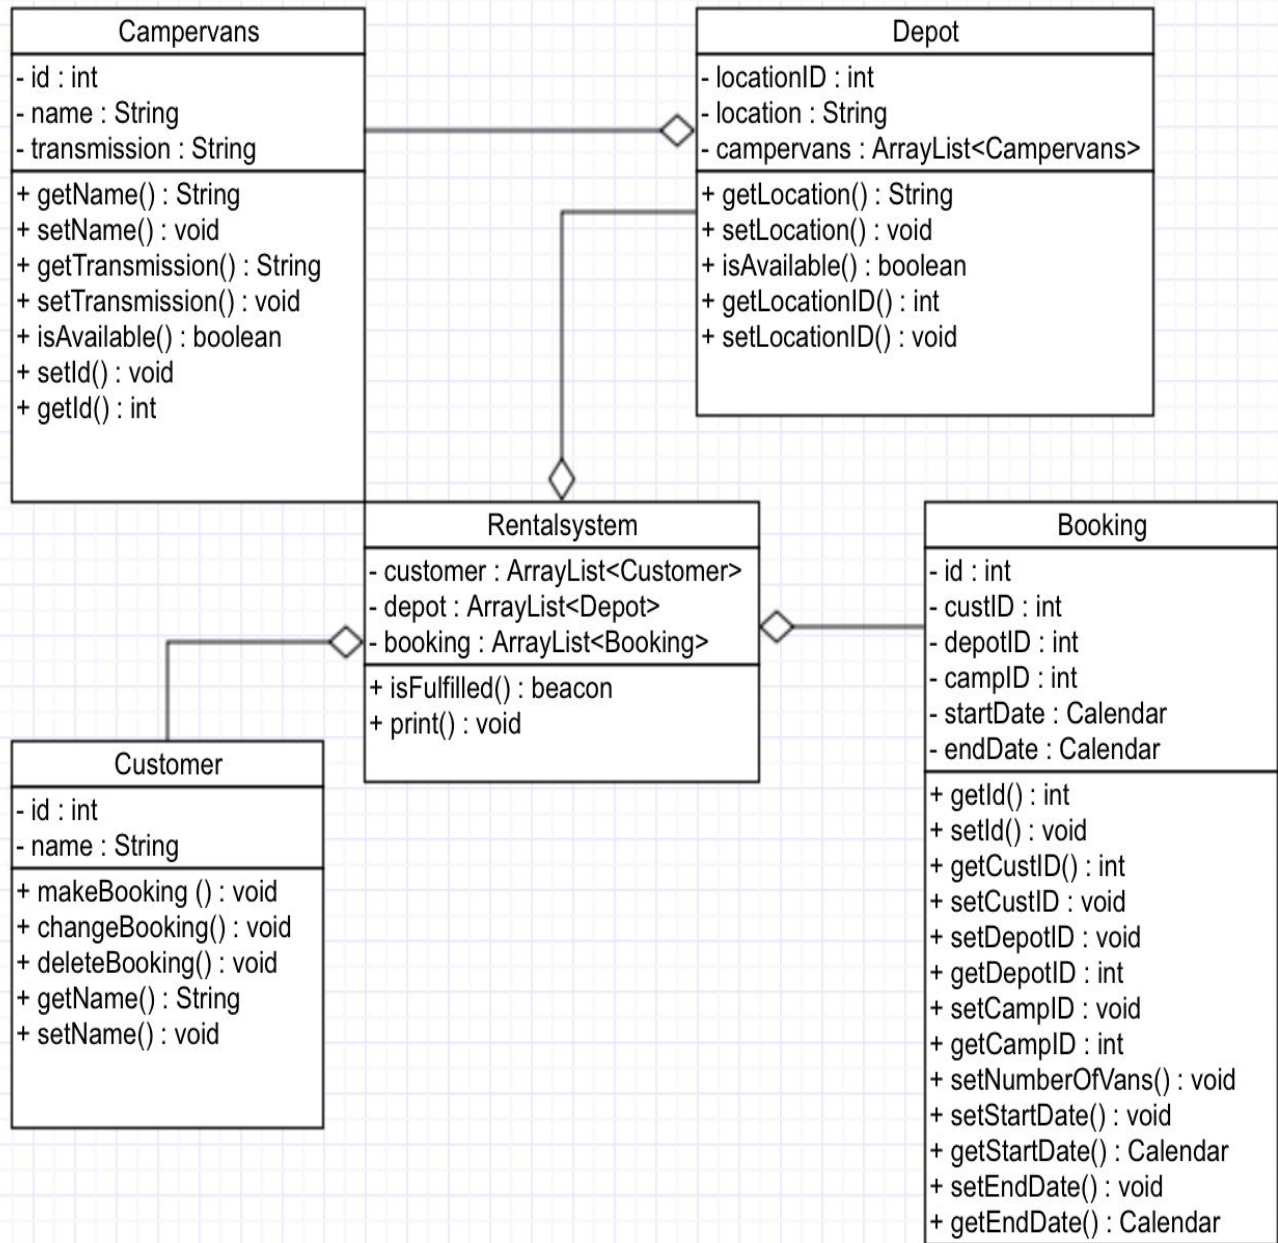 Campervans
- id : int
- name : String
- transmission : String
+ getName() : String
+ setName() : void
+ getTransmission() : String
+ setTransmission() : void
+ isAvailable() : boolean
+ setId() : void
+ getId() : int
Depot
- locationID : int
- location : String
- campervans : ArrayList<Campervans>
+ getLocation() : String
+ setLocation() : void
+ isAvailable() : boolean
+ getLocationID() : int
+ setLocationID() : void
Rentalsystem
- customer : ArrayList<Customer>
- depot : ArrayList<Depot>
- booking : ArrayList<Booking>
+ isFulfilled() : beacon
+ print() : void
Booking
- id : int
- custID : int
- depotID : int
- campID : int
- startDate : Calendar
- endDate : Calendar
+ getId() : int
+ setId() : void
+ getCustID() : int
+ setCustID : void
+ setDepotID : void
+ getDepotID : int
+ setCampID : void
+ getCampID : int
+ setNumberOfVans() : void
+ setStartDate() : void
+ getStartDate() : Calendar
+ setEndDate() : void
+ getEndDate() : Calendar
Customer
- id : int
- name : String
+ makeBooking () : void
+ changeBooking() : void
+ deleteBooking() : void
+ getName() : String
+ setName() : void